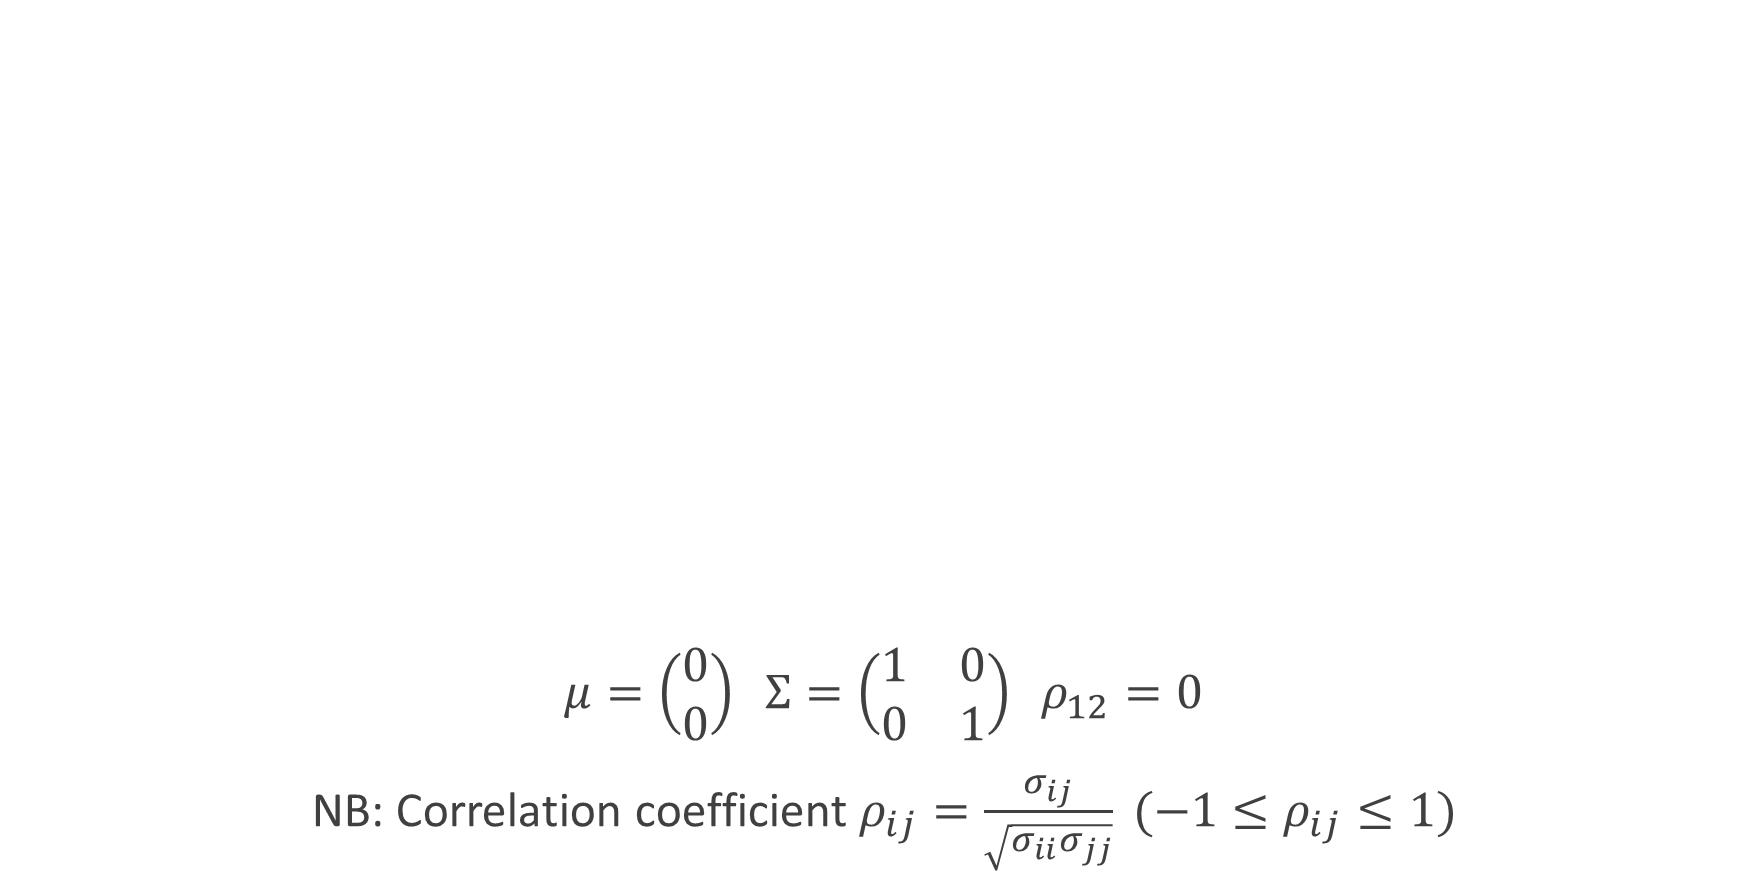 μ = (0 0) Σ = (1 0 0 1) ρ₁₂ = 0
NB: Correlation coefficient ρᵢⱼ = σᵢⱼ / √σᵢᵢσⱼⱼ (−1 ≤ ρᵢⱼ ≤ 1)